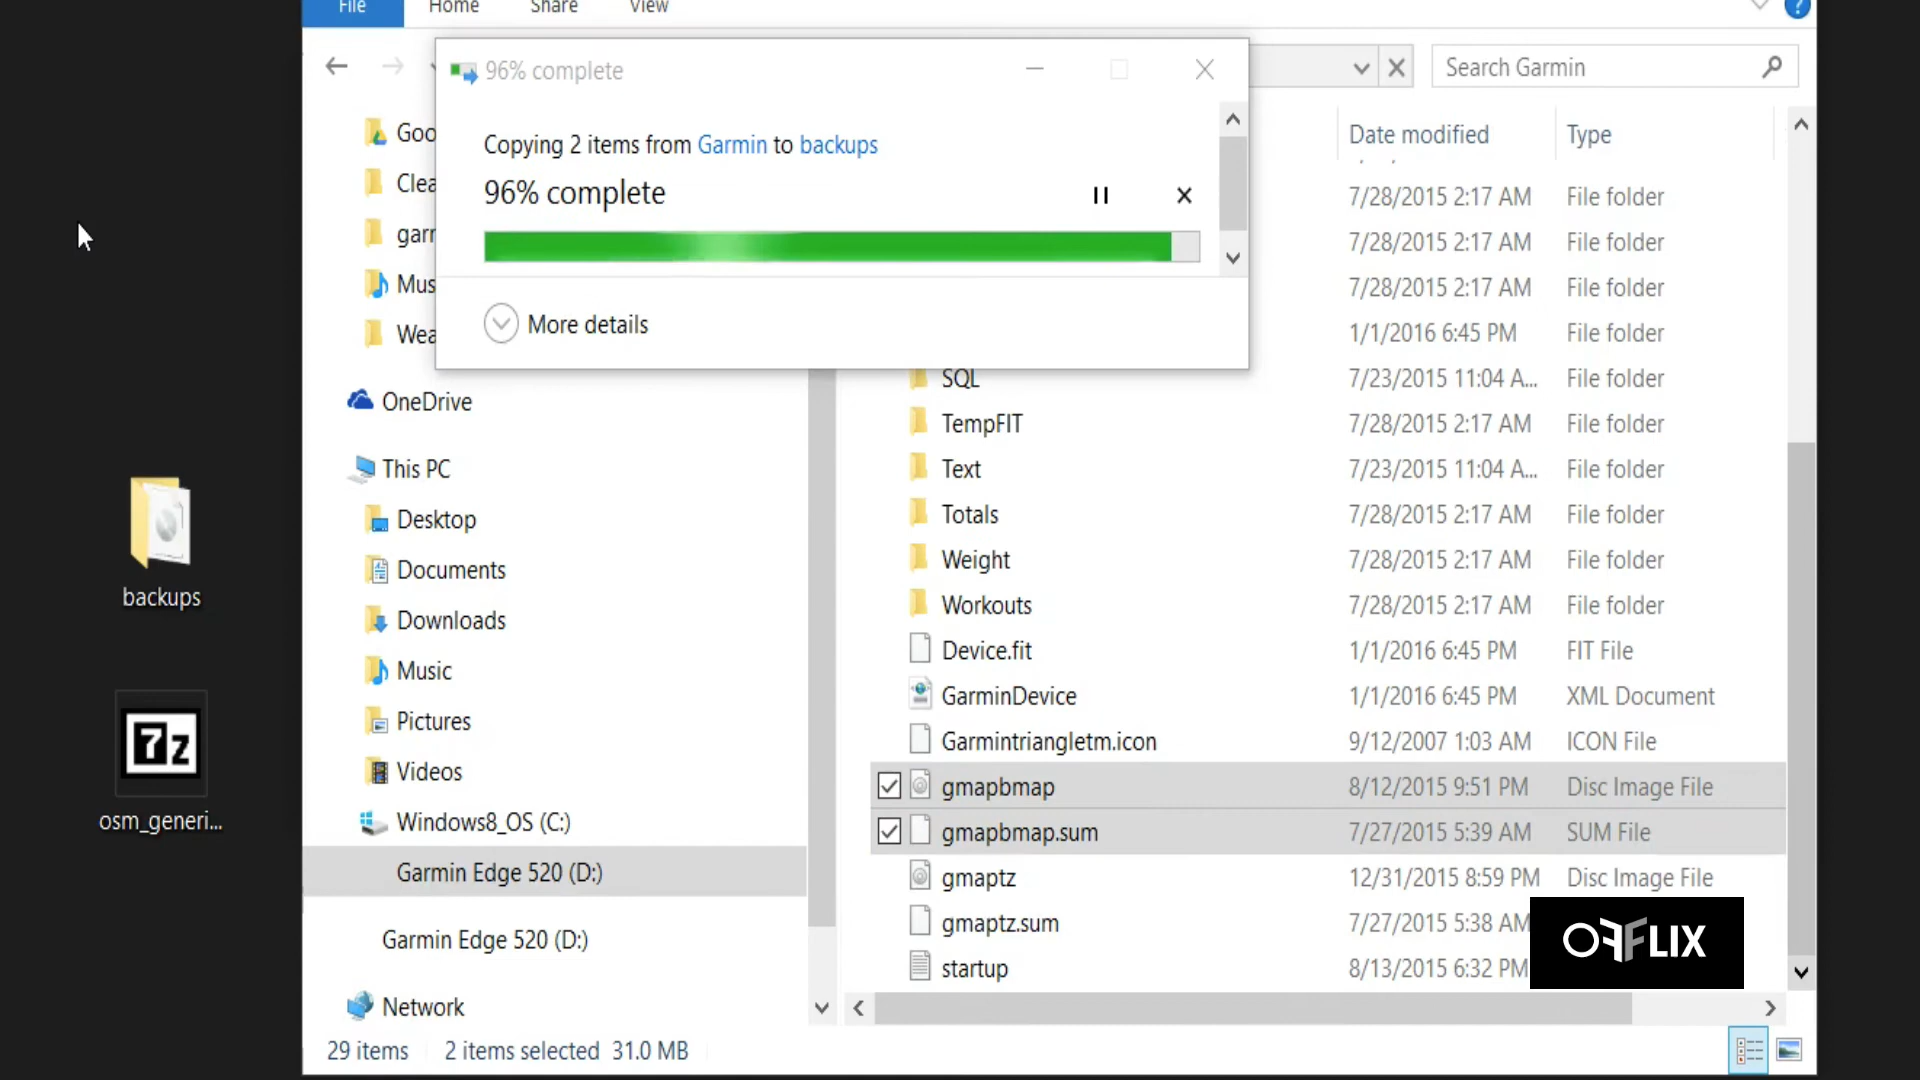 File Home Share View
?
96% complete
Search Garmin
Copying 2 items from Garmin to backups
96% complete
More details
Goo
Clea
garr
Mus
Wea
OneDrive
This PC
Desktop
Documents
Downloads
Music
Pictures
Videos
Windows8_OS (C:)
Garmin Edge 520 (D:)
Garmin Edge 520 (D:)
Network
Date modified Type
7/28/2015 2:17 AM File folder
7/28/2015 2:17 AM File folder
7/28/2015 2:17 AM File folder
1/1/2016 6:45 PM File folder
SQL 7/23/2015 11:04 A... File folder
TempFIT 7/28/2015 2:17 AM File folder
Text 7/23/2015 11:04 A... File folder
Totals 7/28/2015 2:17 AM File folder
Weight 7/28/2015 2:17 AM File folder
Workouts 7/28/2015 2:17 AM File folder
Device.fit 1/1/2016 6:45 PM FIT File
GarminDevice 1/1/2016 6:45 PM XML Document
Garmintriangletm.icon 9/12/2007 1:03 AM ICON File
gmapbmap 8/12/2015 9:51 PM Disc Image File
gmapbmap.sum 7/27/2015 5:39 AM SUM File
gmaptz 12/31/2015 8:59 PM Disc Image File
gmaptz.sum 7/27/2015 5:38 AM
startup 8/13/2015 6:32 PM
29 items 2 items selected 31.0 MB
backups
7z
osm_generi...
OFFLIX